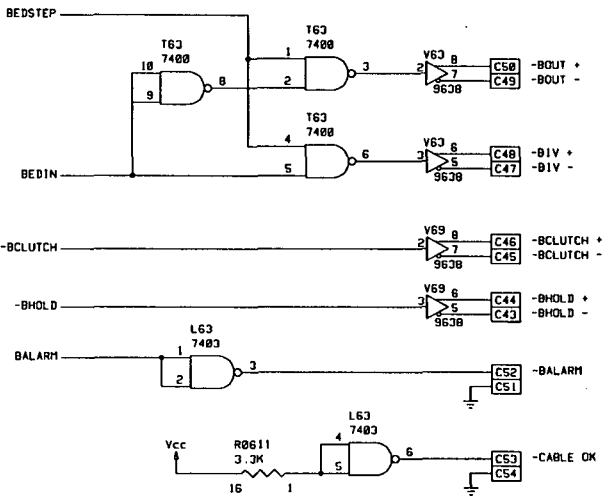 BEDSTEP
T63
7400
10
9
8
T63
7400
1
2
3
V63
2
8
7
9638
C50
-BOUT +
C49
-BOUT -
T63
7400
4
5
6
V63
3
6
5
9638
C48
-BIV +
C47
-BIV -
BEDIN
-BCLUTCH
V69
2
8
7
9638
C46
-BCLUTCH +
C45
-BCLUTCH -
-BHOLD
V69
3
6
5
9638
C44
-BHOLD +
C43
-BHOLD -
BALARM
L63
7403
1
2
3
C52
-BALARM
C51
Vcc
R0611
3.3K
16
1
L63
7403
4
5
6
C53
-CABLE OK
C54